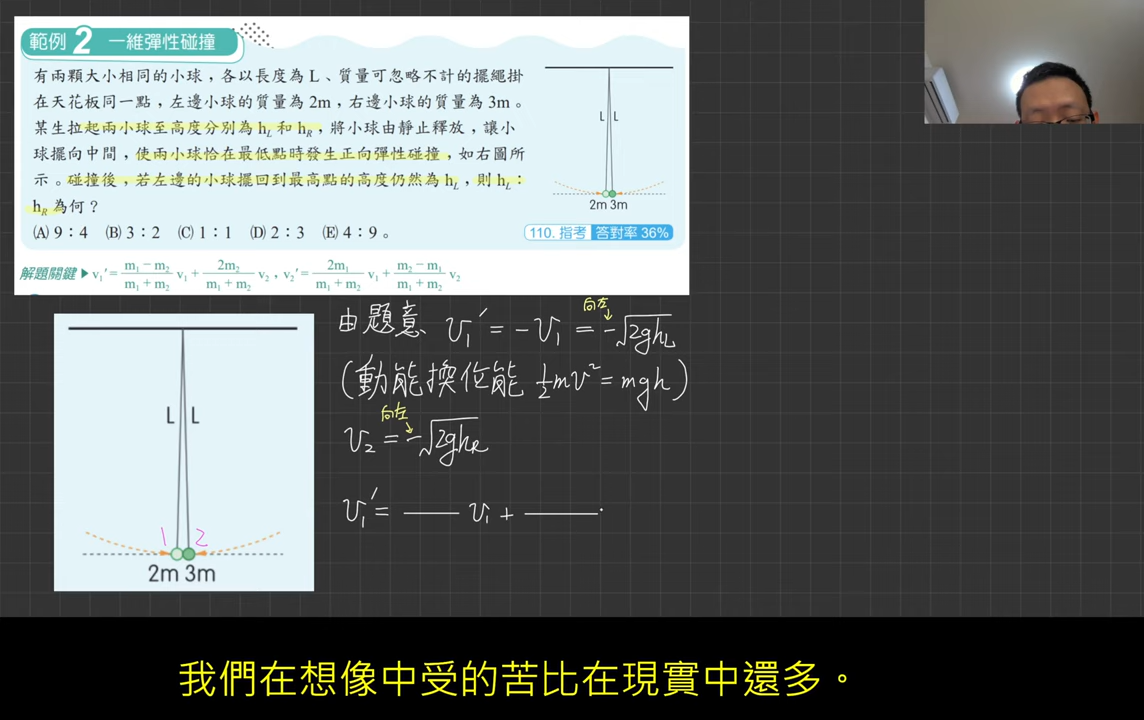 範例 2 一維彈性碰撞
有兩顆大小相同的小球，各以長度為 L、質量可忽略不計的擺繩掛
在天花板同一點，左邊小球的質量為 2m，右邊小球的質量為 3m。
某生拉起兩小球至高度分別為 hL 和 hR，將小球由靜止釋放，讓小
球擺向中間，使兩小球恰在最低點時發生正向彈性碰撞，如右圖所
示。碰撞後，若左邊的小球擺回到最高點的高度仍然為 hL，則 hL：
hR 為何？
(A) 9：4 (B) 3：2 (C) 1：1 (D) 2：3 (E) 4：9。
110. 指考 答對率 36%
L L
2m 3m
解題關鍵 ▶ v1′ = (m1 − m2)/(m1 + m2) v1 + 2m2/(m1 + m2) v2，v2′ = 2m1/(m1 + m2) v1 + (m2 − m1)/(m1 + m2) v2
L L
1 2
2m 3m
向左
由題意 v1′ = −v1 = −√2ghL
(動能換位能 ½mv² = mgh)
向左
v2 = −√2ghR
v1′ = —— v1 + ——
我們在想像中受的苦比在現實中還多。